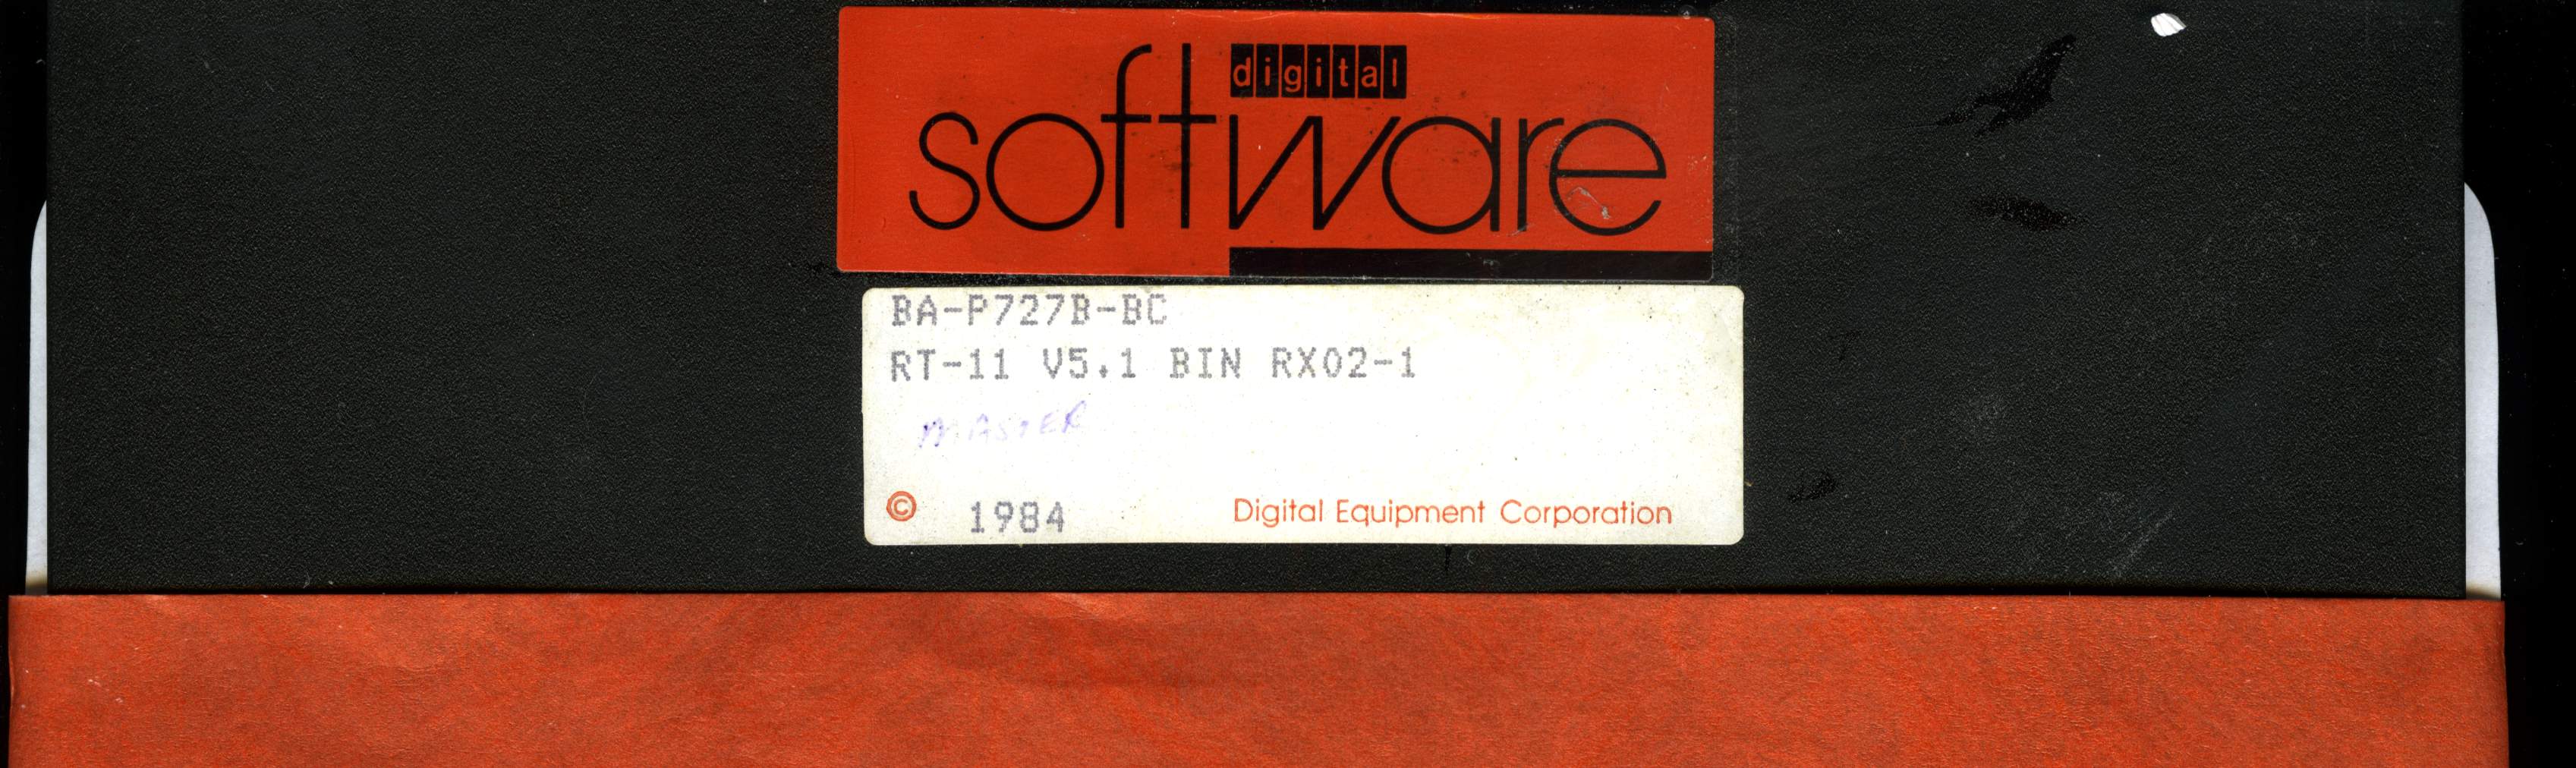 digital
software
BA-P727B-BC
RT-11 V5.1 BIN RX02-1
MASTER
© 1984 Digital Equipment Corporation